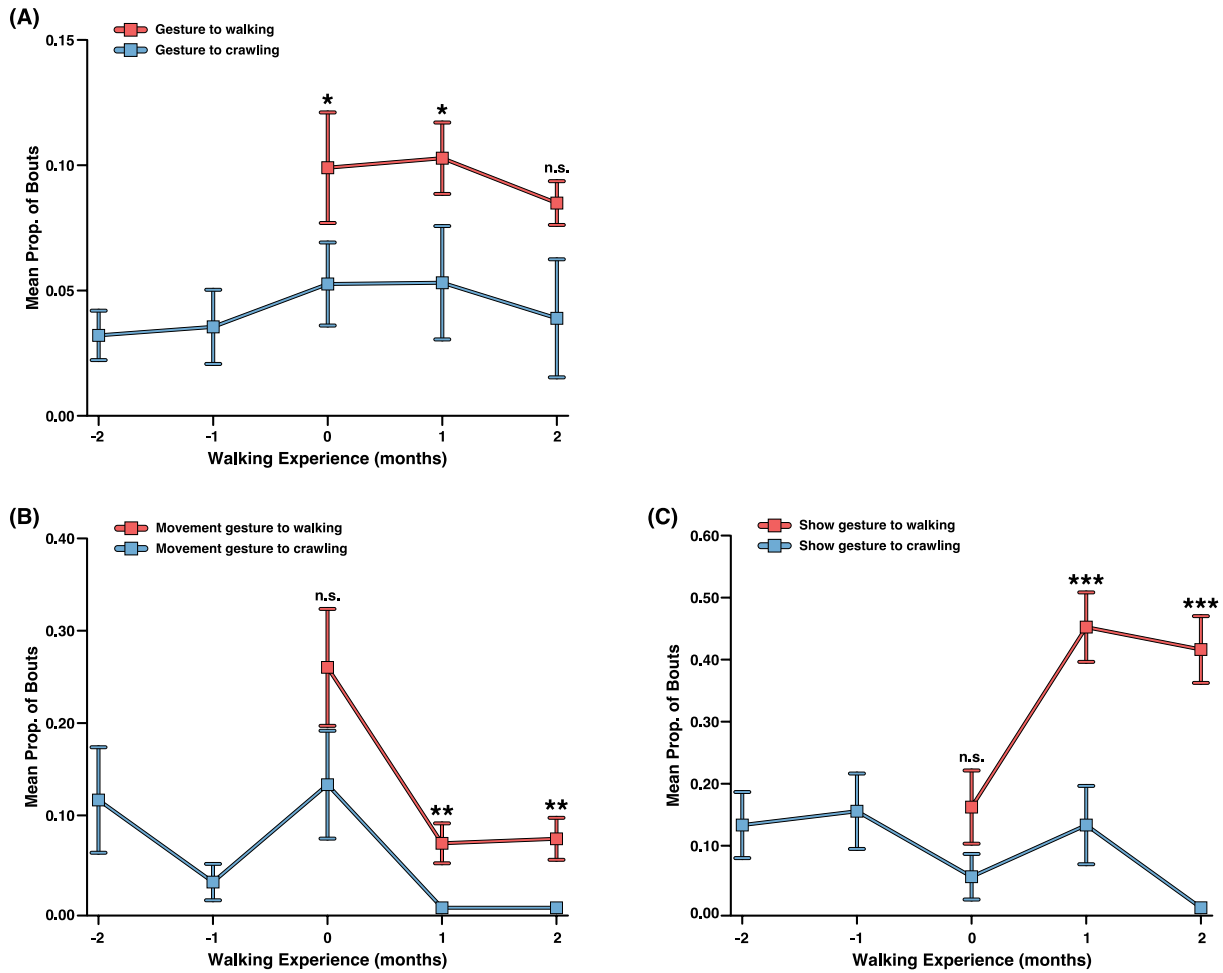 (A)
Gesture to walking
Gesture to crawling
0.15
0.10
0.05
0.00
Mean Prop. of Bouts
*
*
n.s.
-2 -1 0 1 2
Walking Experience (months)
(B)
Movement gesture to walking
Movement gesture to crawling
0.40
0.30
0.20
0.10
0.00
Mean Prop. of Bouts
n.s.
**
**
-2 -1 0 1 2
Walking Experience (months)
(C)
Show gesture to walking
Show gesture to crawling
0.60
0.50
0.40
0.30
0.20
0.10
0.00
Mean Prop. of Bouts
n.s.
***
***
-2 -1 0 1 2
Walking Experience (months)